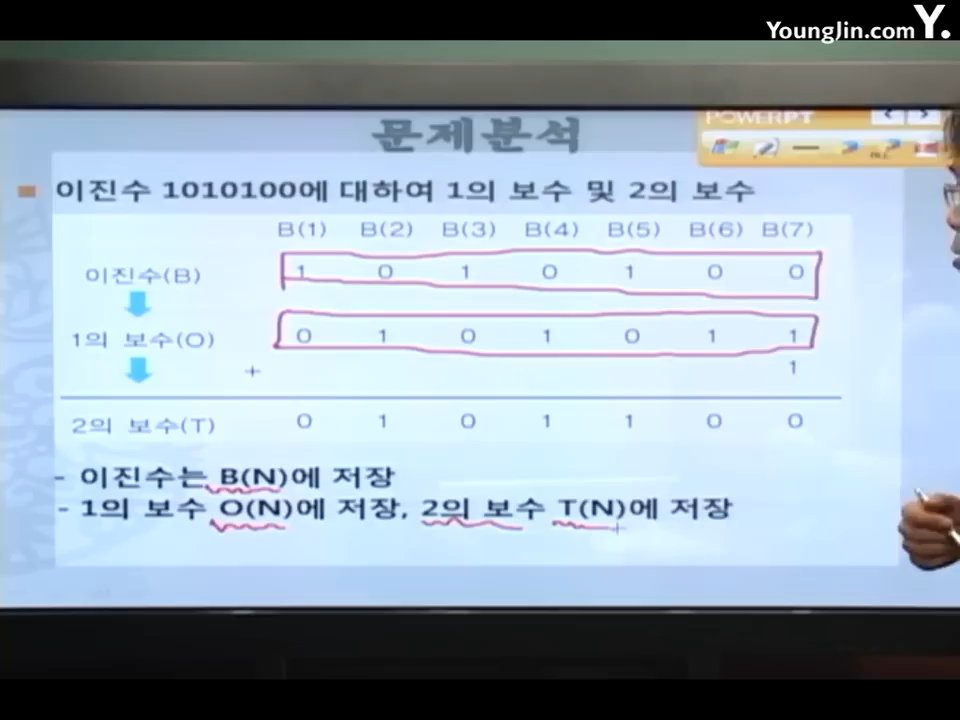 YoungJin.com Y.
POWERPT
문제분석
이진수 1010100에 대하여 1의 보수 및 2의 보수
B(1) B(2) B(3) B(4) B(5) B(6) B(7)
이진수(B) 1 0 1 0 1 0 0
1의 보수(O) 0 1 0 1 0 1 1
+ 1
2의 보수(T) 0 1 0 1 1 0 0
- 이진수는 B(N)에 저장
- 1의 보수 O(N)에 저장, 2의 보수 T(N)에 저장